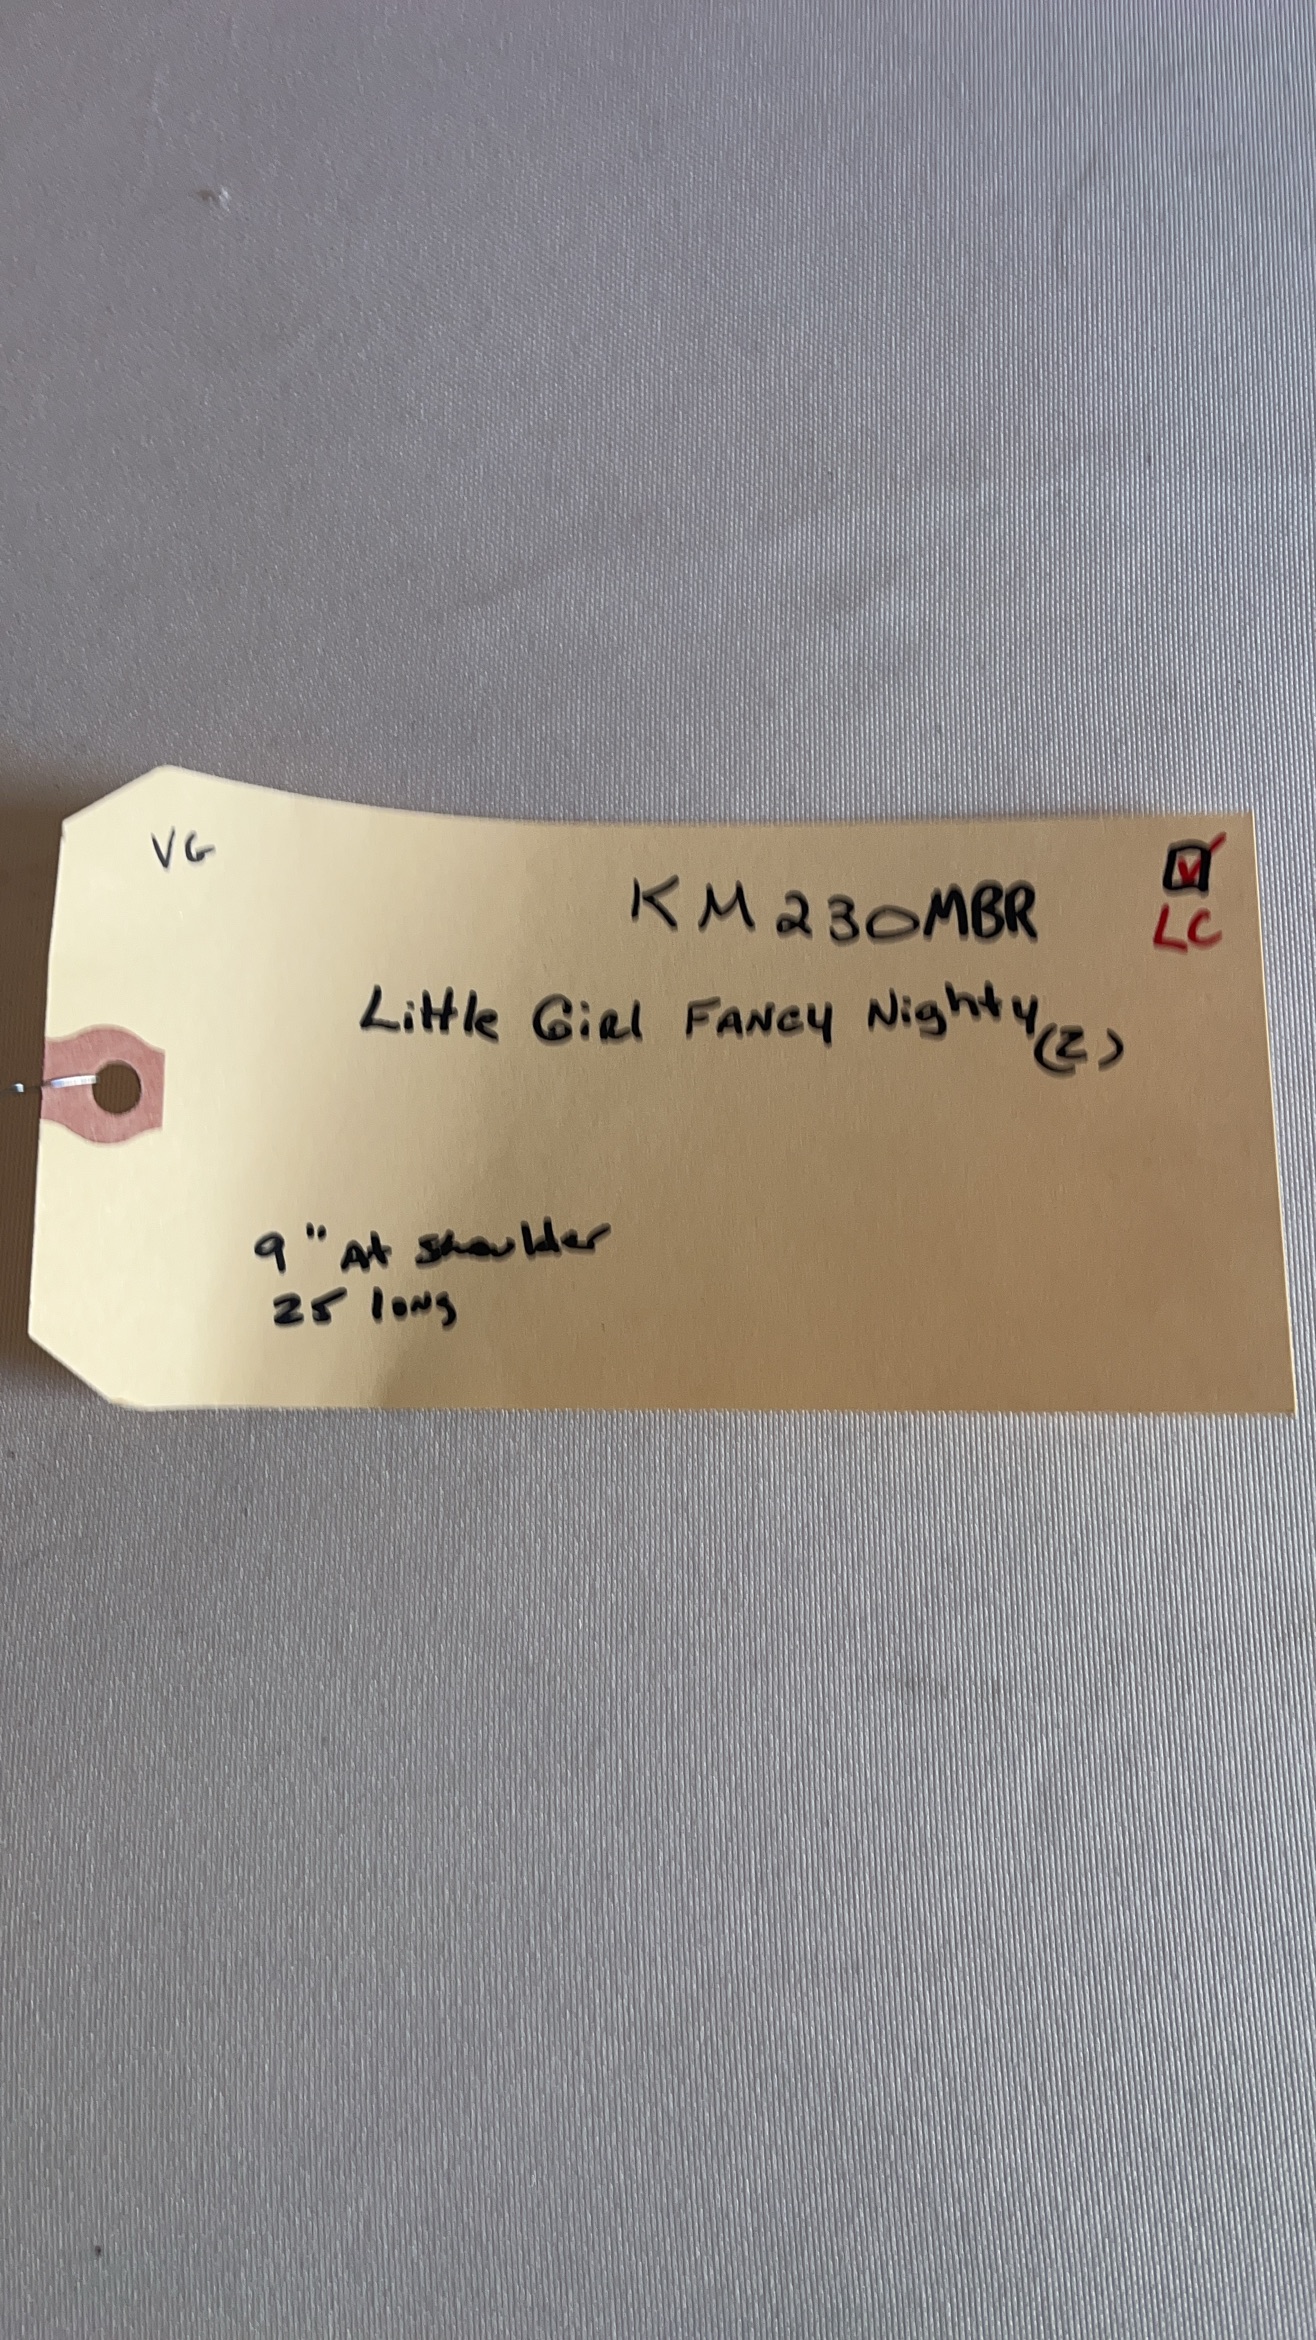 VG
KM230MBR
LC
Little Girl FANCY Nighty (2)
9" At shoulder
25 long